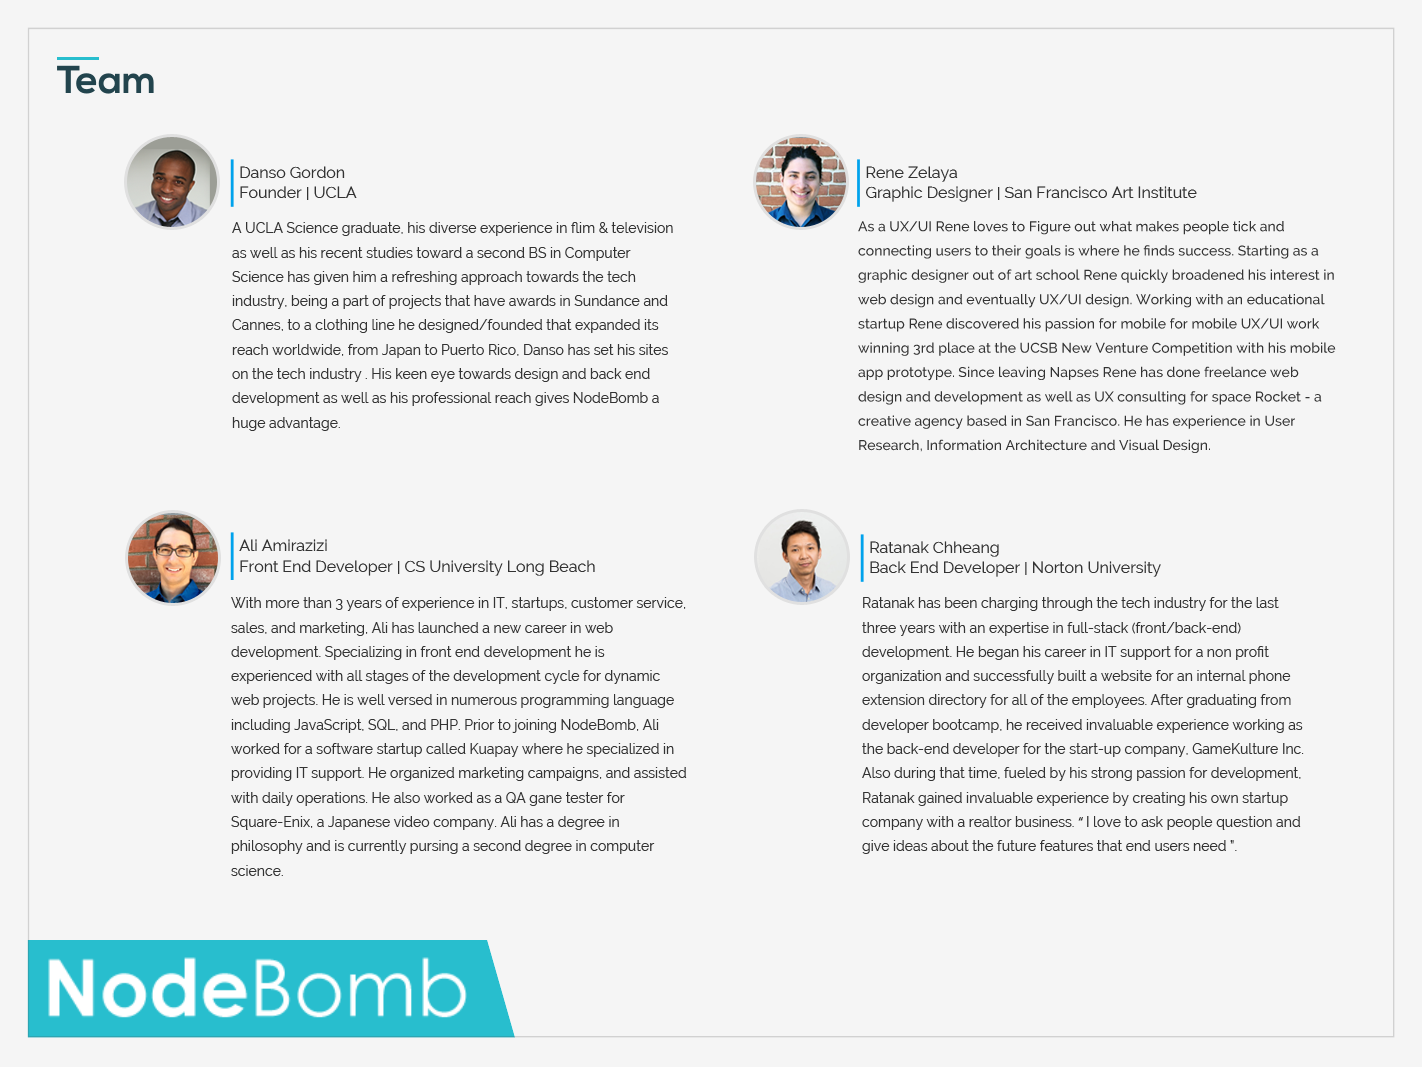 Team
Danso Gordon
Founder | UCLA
A UCLA Science graduate, his diverse experience in flim & television
as well as his recent studies toward a second BS in Computer
Science has given him a refreshing approach towards the tech
industry, being a part of projects that have awards in Sundance and
Cannes, to a clothing line he designed/founded that expanded its
reach worldwide, from Japan to Puerto Rico, Danso has set his sites
on the tech industry . His keen eye towards design and back end
development as well as his professional reach gives NodeBomb a
huge advantage.
Rene Zelaya
Graphic Designer | San Francisco Art Institute
As a UX/UI Rene loves to Figure out what makes people tick and
connecting users to their goals is where he finds success. Starting as a
graphic designer out of art school Rene quickly broadened his interest in
web design and eventually UX/UI design. Working with an educational
startup Rene discovered his passion for mobile for mobile UX/UI work
winning 3rd place at the UCSB New Venture Competition with his mobile
app prototype. Since leaving Napses Rene has done freelance web
design and development as well as UX consulting for space Rocket - a
creative agency based in San Francisco. He has experience in User
Research, Information Architecture and Visual Design.
Ali Amirazizi
Front End Developer | CS University Long Beach
With more than 3 years of experience in IT, startups, customer service,
sales, and marketing, Ali has launched a new career in web
development. Specializing in front end development he is
experienced with all stages of the development cycle for dynamic
web projects. He is well versed in numerous programming language
including JavaScript, SQL, and PHP. Prior to joining NodeBomb, Ali
worked for a software startup called Kuapay where he specialized in
providing IT support. He organized marketing campaigns, and assisted
with daily operations. He also worked as a QA gane tester for
Square-Enix, a Japanese video company. Ali has a degree in
philosophy and is currently pursing a second degree in computer
science.
Ratanak Chheang
Back End Developer | Norton University
Ratanak has been charging through the tech industry for the last
three years with an expertise in full-stack (front/back-end)
development. He began his career in IT support for a non profit
organization and successfully built a website for an internal phone
extension directory for all of the employees. After graduating from
developer bootcamp, he received invaluable experience working as
the back-end developer for the start-up company, GameKulture Inc.
Also during that time, fueled by his strong passion for development,
Ratanak gained invaluable experience by creating his own startup
company with a realtor business. “ I love to ask people question and
give ideas about the future features that end users need ”.
NodeBomb